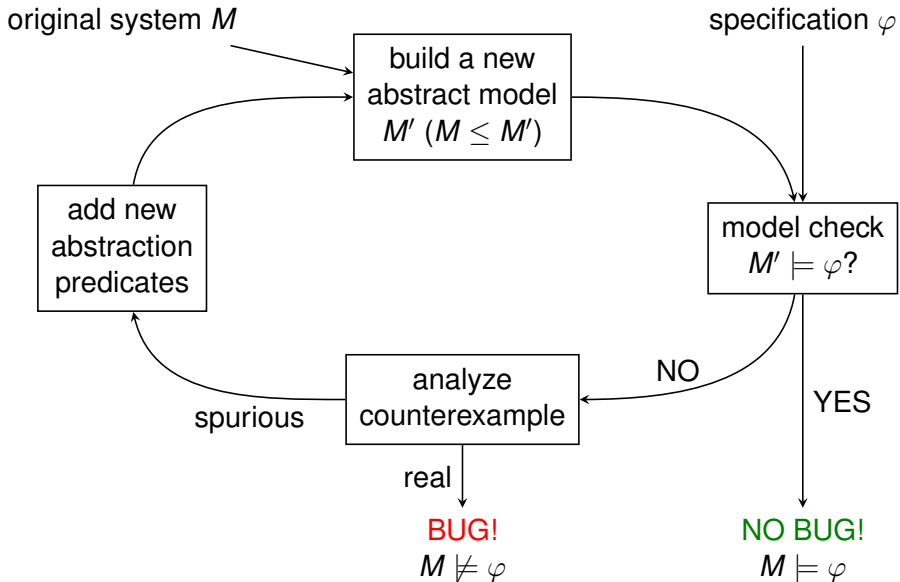 original system M
specification φ
build a new
abstract model
M′ (M ≤ M′)
add new
abstraction
predicates
model check
M′ ⊨ φ?
NO
analyze
counterexample
YES
spurious
real
BUG!
M ⊭ φ
NO BUG!
M ⊨ φ